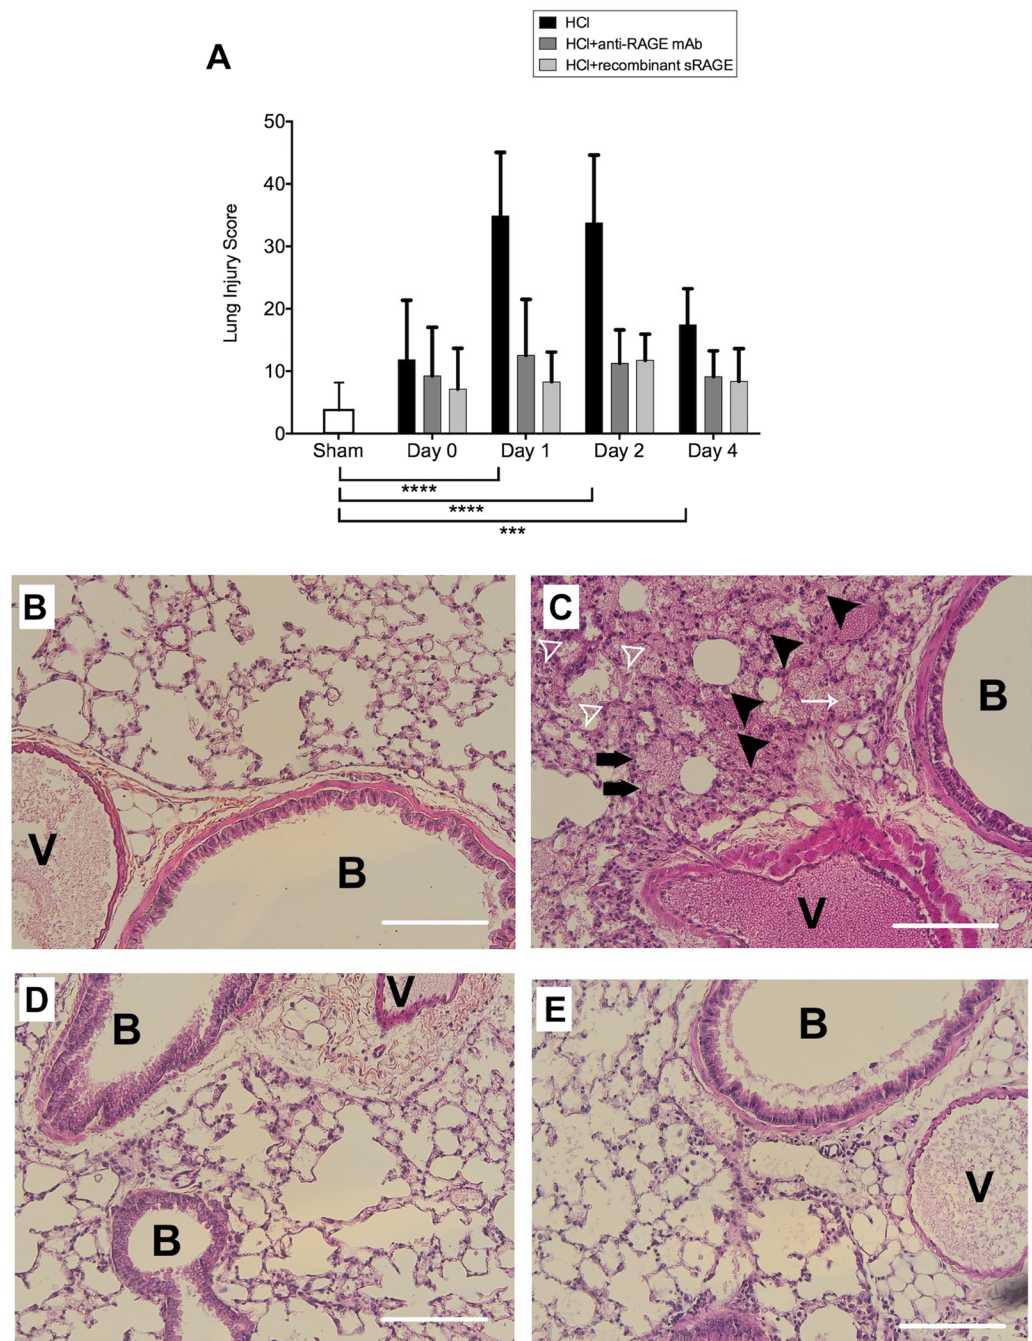 A
HCl
HCl+anti-RAGE mAb
HCl+recombinant sRAGE
Lung Injury Score
50
40
30
20
10
0
Sham Day 0 Day 1 Day 2 Day 4
****
****
***
B
V
B
C
B
V
D
B
V
B
E
B
V